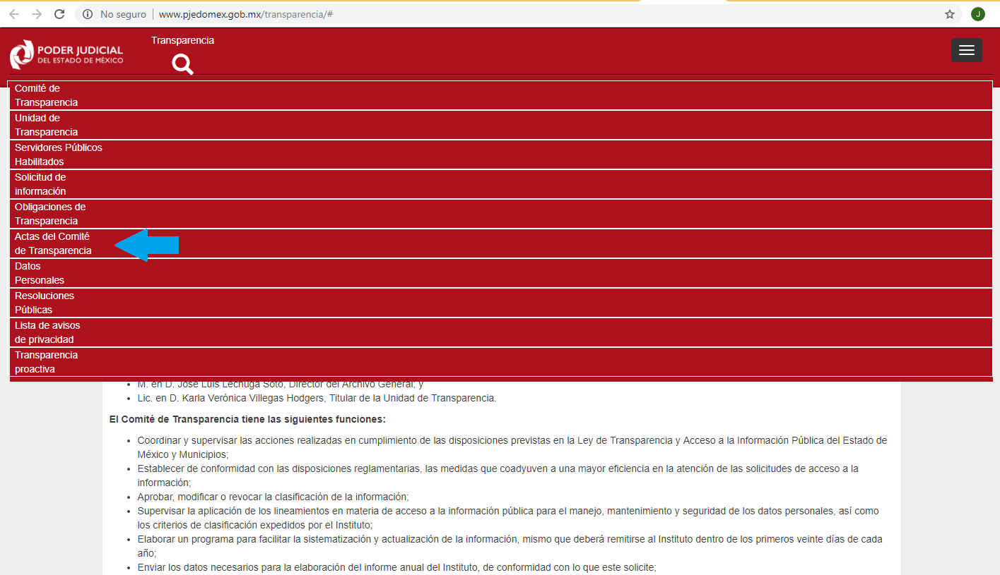 No seguro | www.pjedomex.gob.mx/transparencia/#
J
PODER JUDICIAL
DEL ESTADO DE MÉXICO
Transparencia
Comité de
Transparencia
Unidad de
Transparencia
Servidores Públicos
Habilitados
Solicitud de
información
Obligaciones de
Transparencia
Actas del Comité
de Transparencia
Datos
Personales
Resoluciones
Públicas
Lista de avisos
de privacidad
Transparencia
proactiva
• M. en D. José Luis Lechuga Soto, Director del Archivo General; y
• Lic. en D. Karla Verónica Villegas Hodgers, Titular de la Unidad de Transparencia.
El Comité de Transparencia tiene las siguientes funciones:
• Coordinar y supervisar las acciones realizadas en cumplimiento de las disposiciones previstas en la Ley de Transparencia y Acceso a la Información Pública del Estado de
México y Municipios;
• Establecer de conformidad con las disposiciones reglamentarias, las medidas que coadyuven a una mayor eficiencia en la atención de las solicitudes de acceso a la
información;
• Aprobar, modificar o revocar la clasificación de la información;
• Supervisar la aplicación de los lineamientos en materia de acceso a la información pública para el manejo, mantenimiento y seguridad de los datos personales, así como
los criterios de clasificación expedidos por el Instituto;
• Elaborar un programa para facilitar la sistematización y actualización de la información, mismo que deberá remitirse al Instituto dentro de los primeros veinte días de cada
año;
• Enviar los datos necesarios para la elaboración del informe anual del Instituto, de conformidad con lo que este solicite;